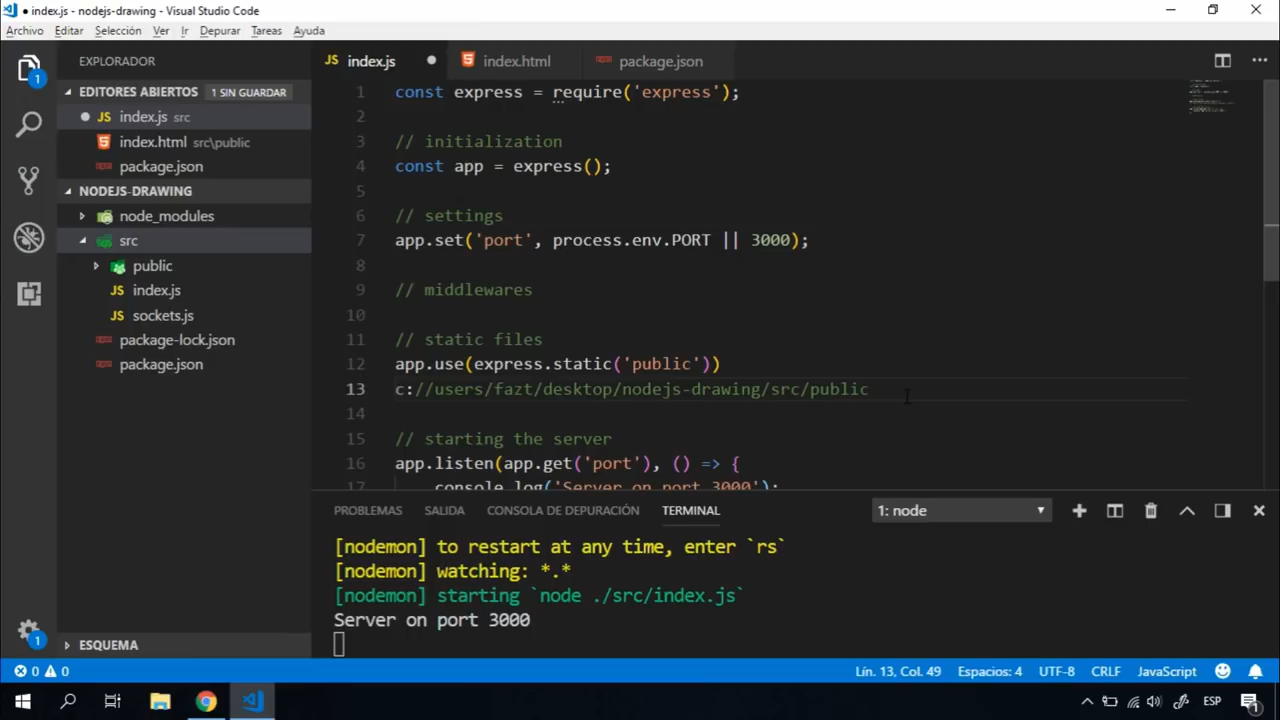 index.js - nodejs-drawing - Visual Studio Code
Archivo Editar Selección Ver Ir Depurar Tareas Ayuda
EXPLORADOR
EDITORES ABIERTOS 1 SIN GUARDAR
JS index.js src
index.html src\public
package.json
NODEJS-DRAWING
node_modules
src
public
JS index.js
JS sockets.js
package-lock.json
package.json
ESQUEMA
1
1
JS index.js index.html package.json
1 const express = require('express');
2
3 // initialization
4 const app = express();
5
6 // settings
7 app.set('port', process.env.PORT || 3000);
8
9 // middlewares
10
11 // static files
12 app.use(express.static('public'))
13 c://users/fazt/desktop/nodejs-drawing/src/public
14
15 // starting the server
16 app.listen(app.get('port'), () => {
17 console.log('Server on port 3000');
PROBLEMAS SALIDA CONSOLA DE DEPURACIÓN TERMINAL 1: node
[nodemon] to restart at any time, enter `rs`
[nodemon] watching: *.*
[nodemon] starting `node ./src/index.js`
Server on port 3000
0 0 Lín. 13, Col. 49 Espacios: 4 UTF-8 CRLF JavaScript
ESP 1